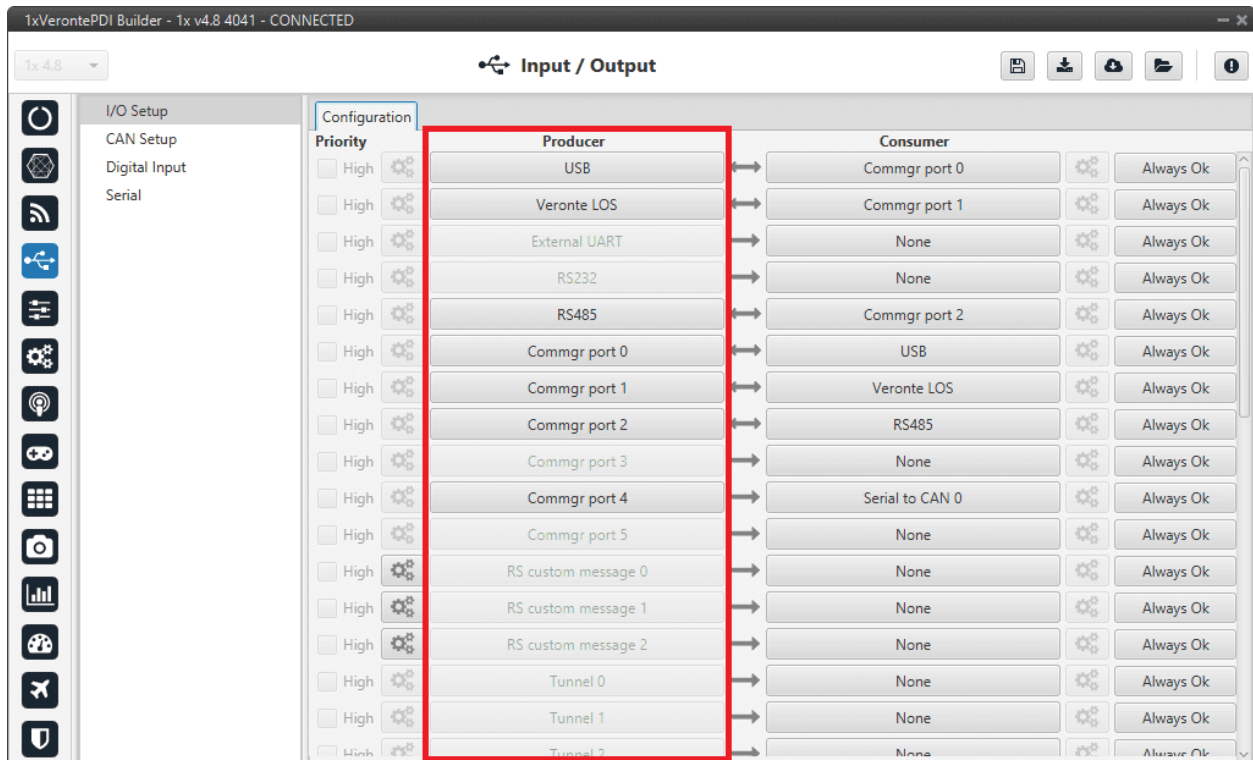 1xVerontePDI Builder - 1x v4.8 4041 - CONNECTED
1x 4.8
Input / Output
I/O Setup
CAN Setup
Digital Input
Serial
Configuration
Priority Producer Consumer
High USB Commgr port 0 Always Ok
High Veronte LOS Commgr port 1 Always Ok
High External UART None Always Ok
High RS232 None Always Ok
High RS485 Commgr port 2 Always Ok
High Commgr port 0 USB Always Ok
High Commgr port 1 Veronte LOS Always Ok
High Commgr port 2 RS485 Always Ok
High Commgr port 3 None Always Ok
High Commgr port 4 Serial to CAN 0 Always Ok
High Commgr port 5 None Always Ok
High RS custom message 0 None Always Ok
High RS custom message 1 None Always Ok
High RS custom message 2 None Always Ok
High Tunnel 0 None Always Ok
High Tunnel 1 None Always Ok
High Tunnel 2 None Always Ok